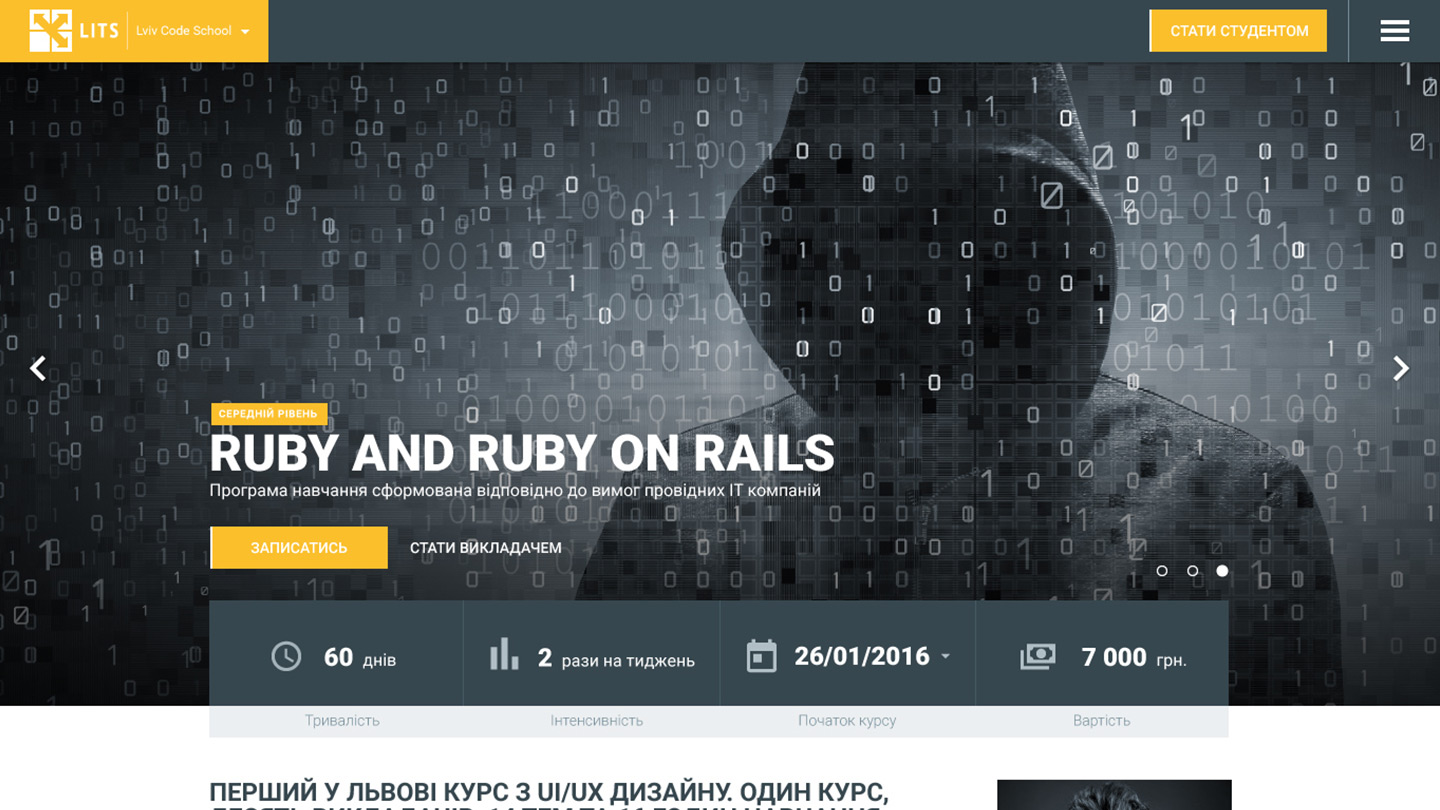 LITS
Lviv Code School
СТАТИ СТУДЕНТОМ
СЕРЕДНІЙ РІВЕНЬ
RUBY AND RUBY ON RAILS
Програма навчання сформована відповідно до вимог провідних ІТ компаній
ЗАПИСАТИСЬ
СТАТИ ВИКЛАДАЧЕМ
60 днів
2 рази на тиждень
26/01/2016
7 000 грн.
Тривалість
Інтенсивність
Початок курсу
Вартість
ПЕРШИЙ У ЛЬВОВІ КУРС З UI/UX ДИЗАЙНУ. ОДИН КУРС,